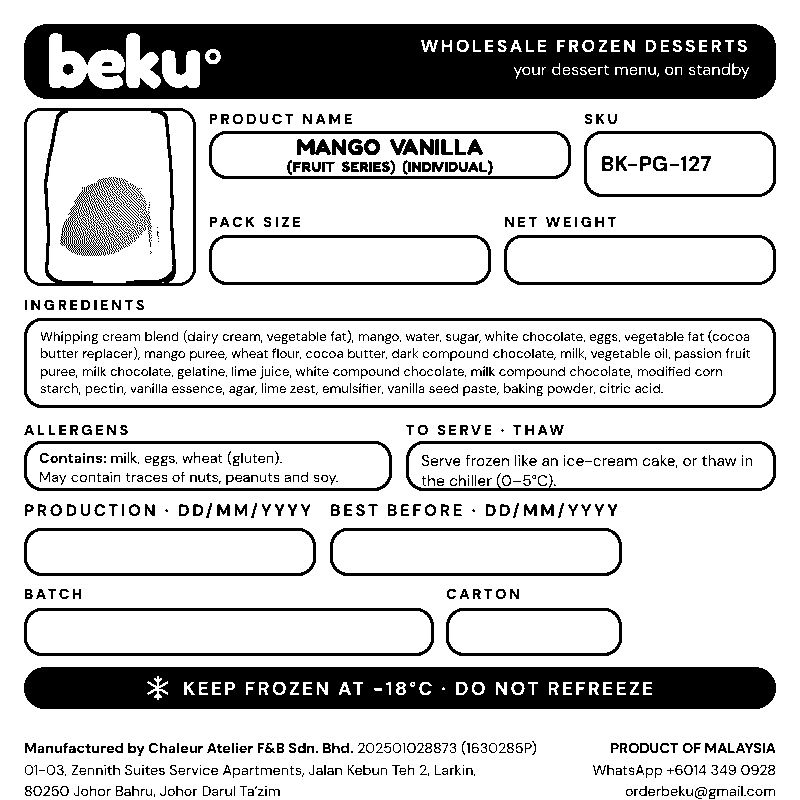 beku°
WHOLESALE FROZEN DESSERTS
your dessert menu, on standby
PRODUCT NAME
MANGO VANILLA
(FRUIT SERIES) (INDIVIDUAL)
SKU
BK-PG-127
PACK SIZE
NET WEIGHT
INGREDIENTS
Whipping cream blend (dairy cream, vegetable fat), mango, water, sugar, white chocolate, eggs, vegetable fat (cocoa
butter replacer), mango puree, wheat flour, cocoa butter, dark compound chocolate, milk, vegetable oil, passion fruit
puree, milk chocolate, gelatine, lime juice, white compound chocolate, milk compound chocolate, modified corn
starch, pectin, vanilla essence, agar, lime zest, emulsifier, vanilla seed paste, baking powder, citric acid.
ALLERGENS
Contains: milk, eggs, wheat (gluten).
May contain traces of nuts, peanuts and soy.
TO SERVE · THAW
Serve frozen like an ice-cream cake, or thaw in
the chiller (0–5°C).
PRODUCTION · DD/MM/YYYY
BEST BEFORE · DD/MM/YYYY
BATCH
CARTON
KEEP FROZEN AT -18°C · DO NOT REFREEZE
Manufactured by Chaleur Atelier F&B Sdn. Bhd. 202501028873 (1630286P)
01-03, Zennith Suites Service Apartments, Jalan Kebun Teh 2, Larkin,
80250 Johor Bahru, Johor Darul Ta'zim
PRODUCT OF MALAYSIA
WhatsApp +6014 349 0928
orderbeku@gmail.com